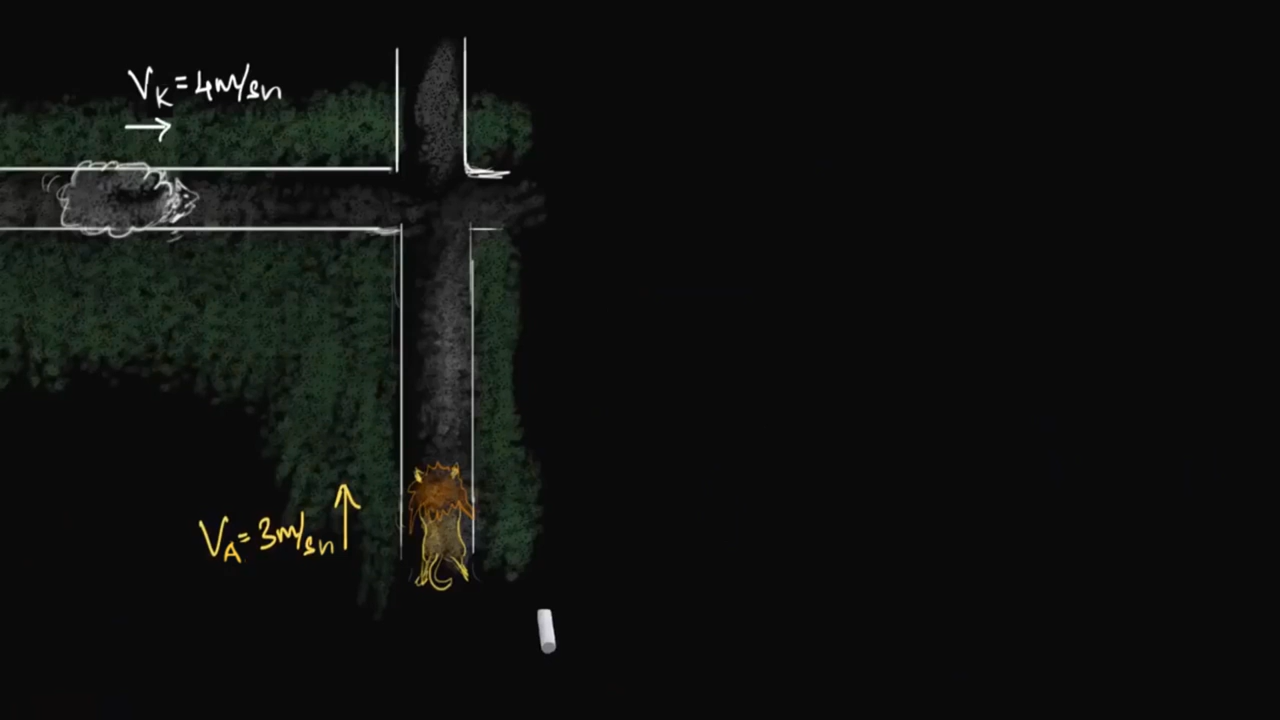 VK = 4m/sn
VA = 3m/sn